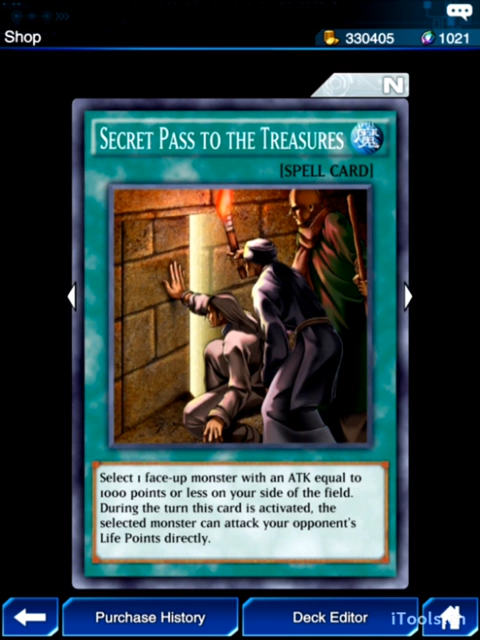 Shop
330405
1021
N
SECRET PASS TO THE TREASURES
[SPELL CARD]
Select 1 face-up monster with an ATK equal to
1000 points or less on your side of the field.
During the turn this card is activated, the
selected monster can attack your opponent's
Life Points directly.
Purchase History
Deck Editor